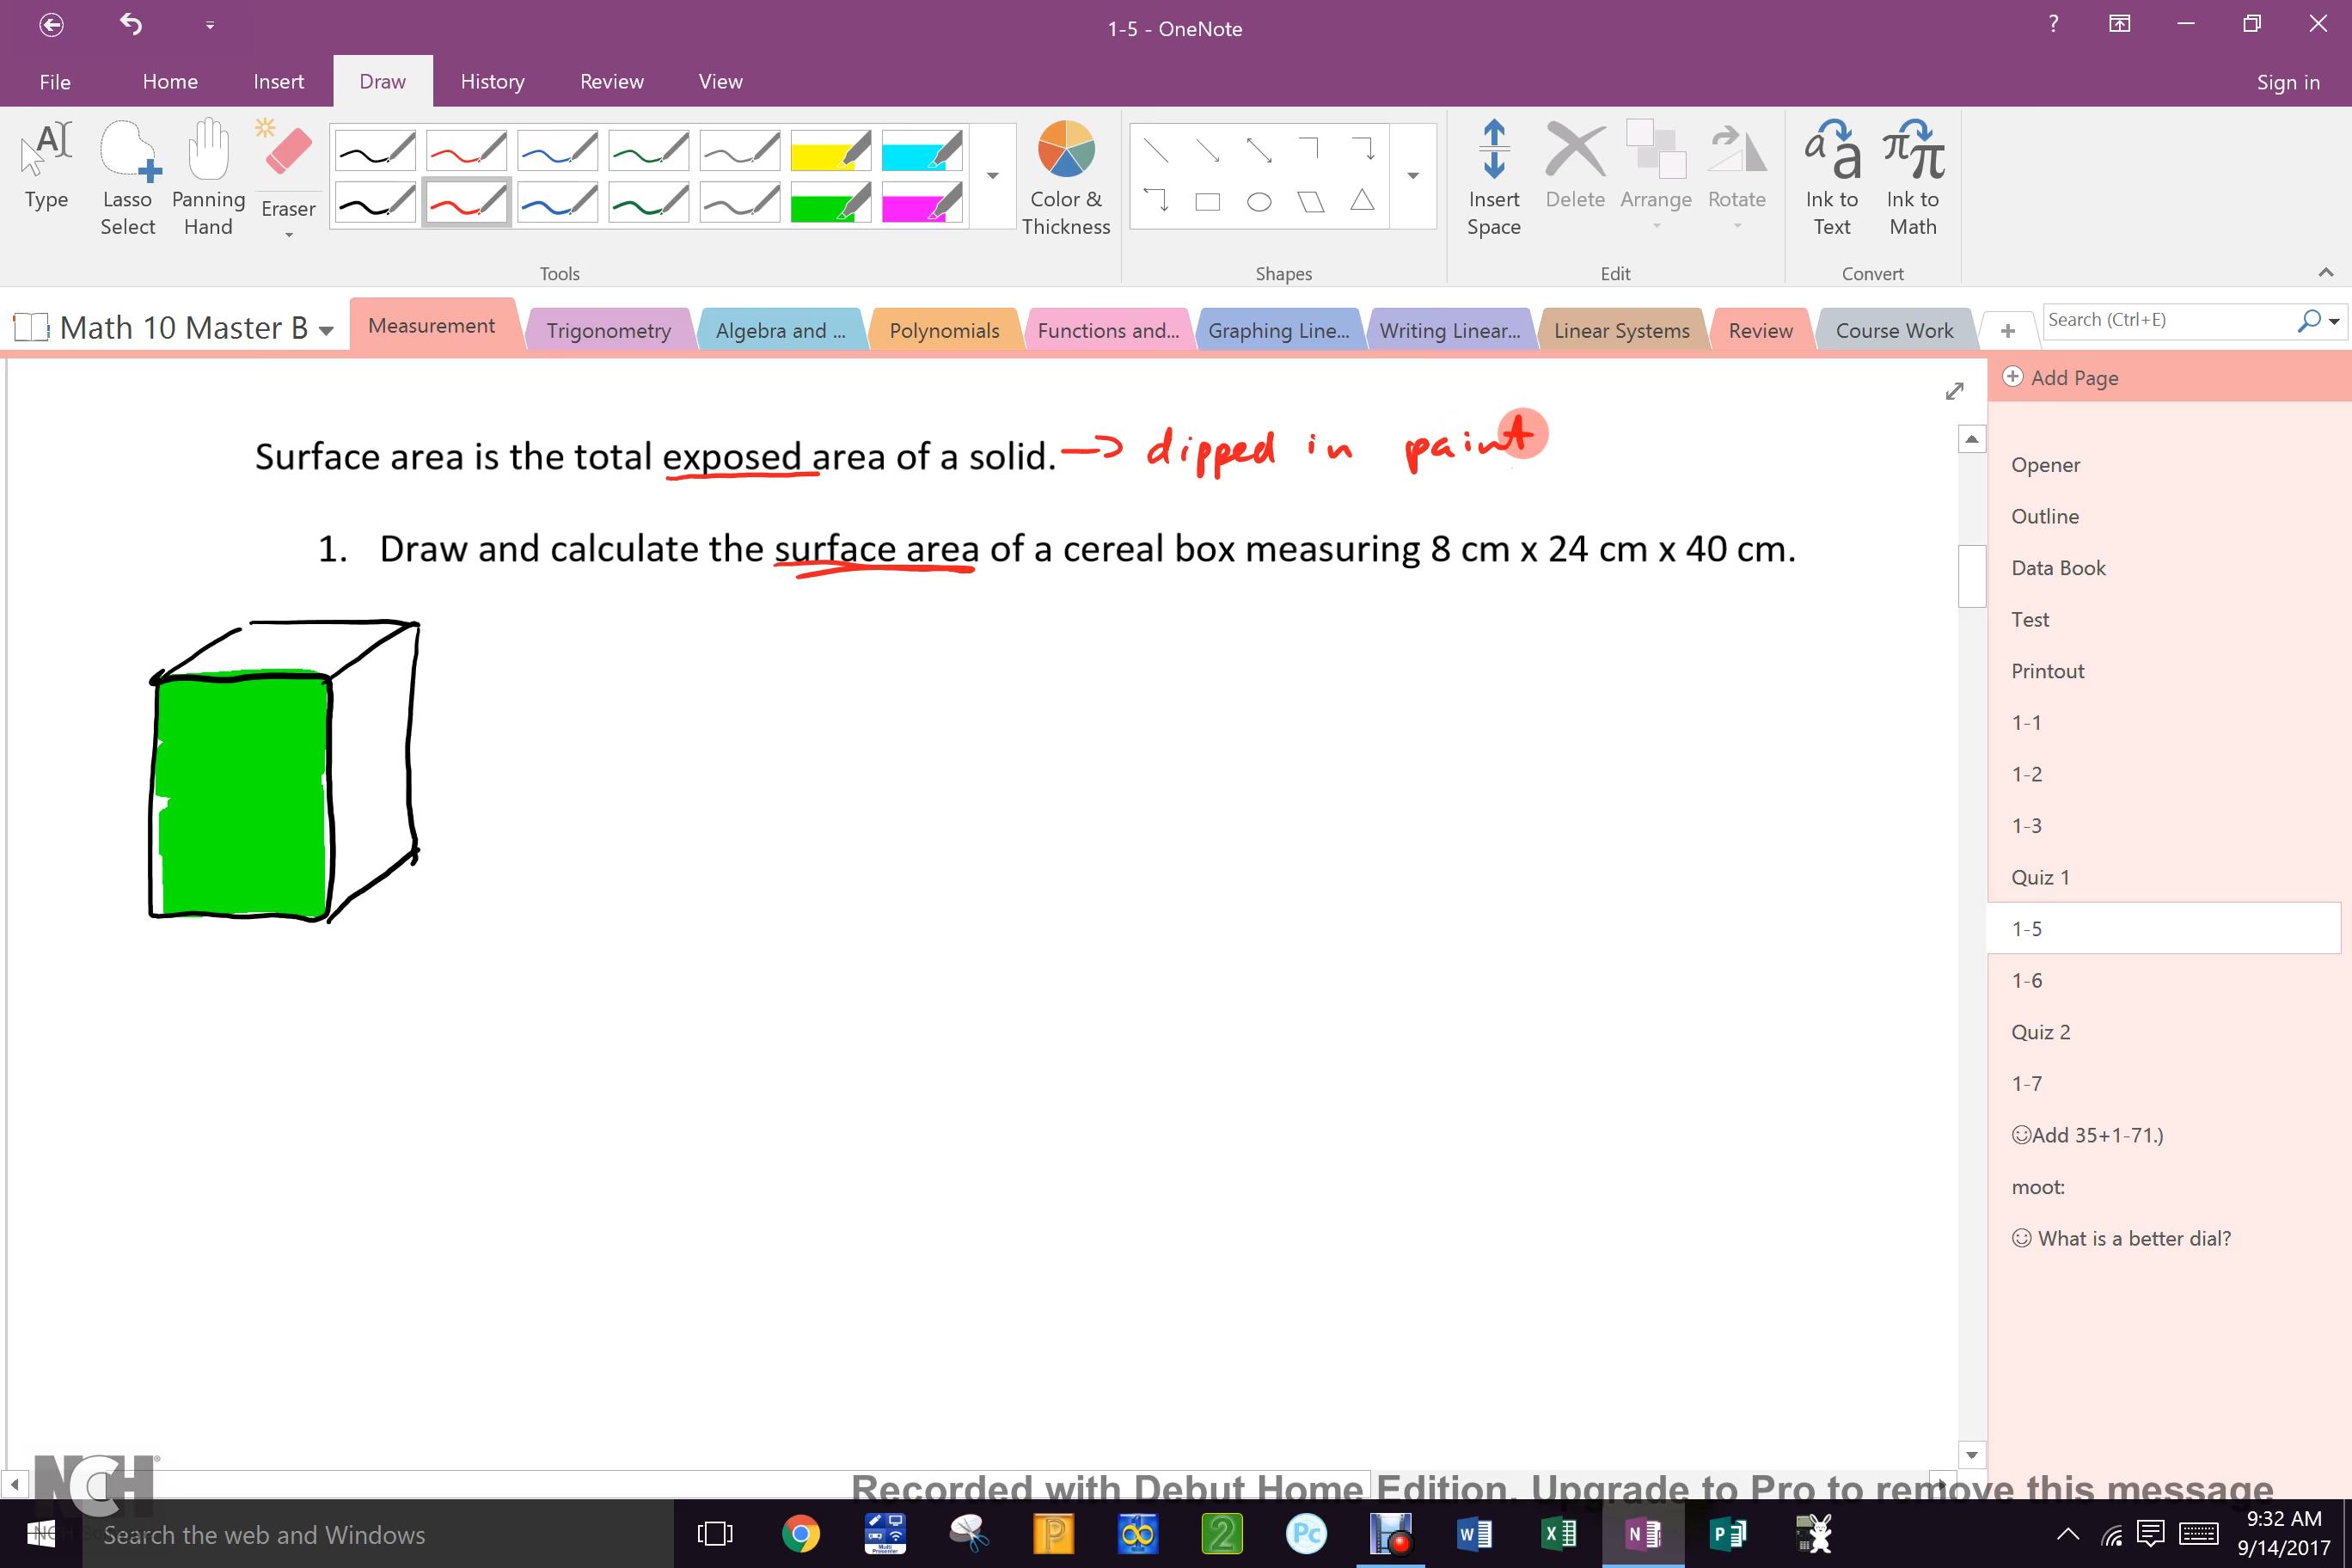 1-5 - OneNote
?
File Home Insert Draw History Review View Sign in
Type
Lasso Select
Panning Hand
Eraser
Color & Thickness
Insert Space
Delete
Arrange
Rotate
Ink to Text
Ink to Math
Tools Shapes Edit Convert
Math 10 Master B
Measurement Trigonometry Algebra and ... Polynomials Functions and... Graphing Line... Writing Linear... Linear Systems Review Course Work +
Search (Ctrl+E)
Add Page
Surface area is the total exposed area of a solid. → dipped in paint
1. Draw and calculate the surface area of a cereal box measuring 8 cm x 24 cm x 40 cm.
Opener
Outline
Data Book
Test
Printout
1-1
1-2
1-3
Quiz 1
1-5
1-6
Quiz 2
1-7
☺Add 35+1-71.)
moot:
☺ What is a better dial?
NCH
Recorded with Debut Home Edition. Upgrade to Pro to remove this message
Search the web and Windows
9:32 AM
9/14/2017